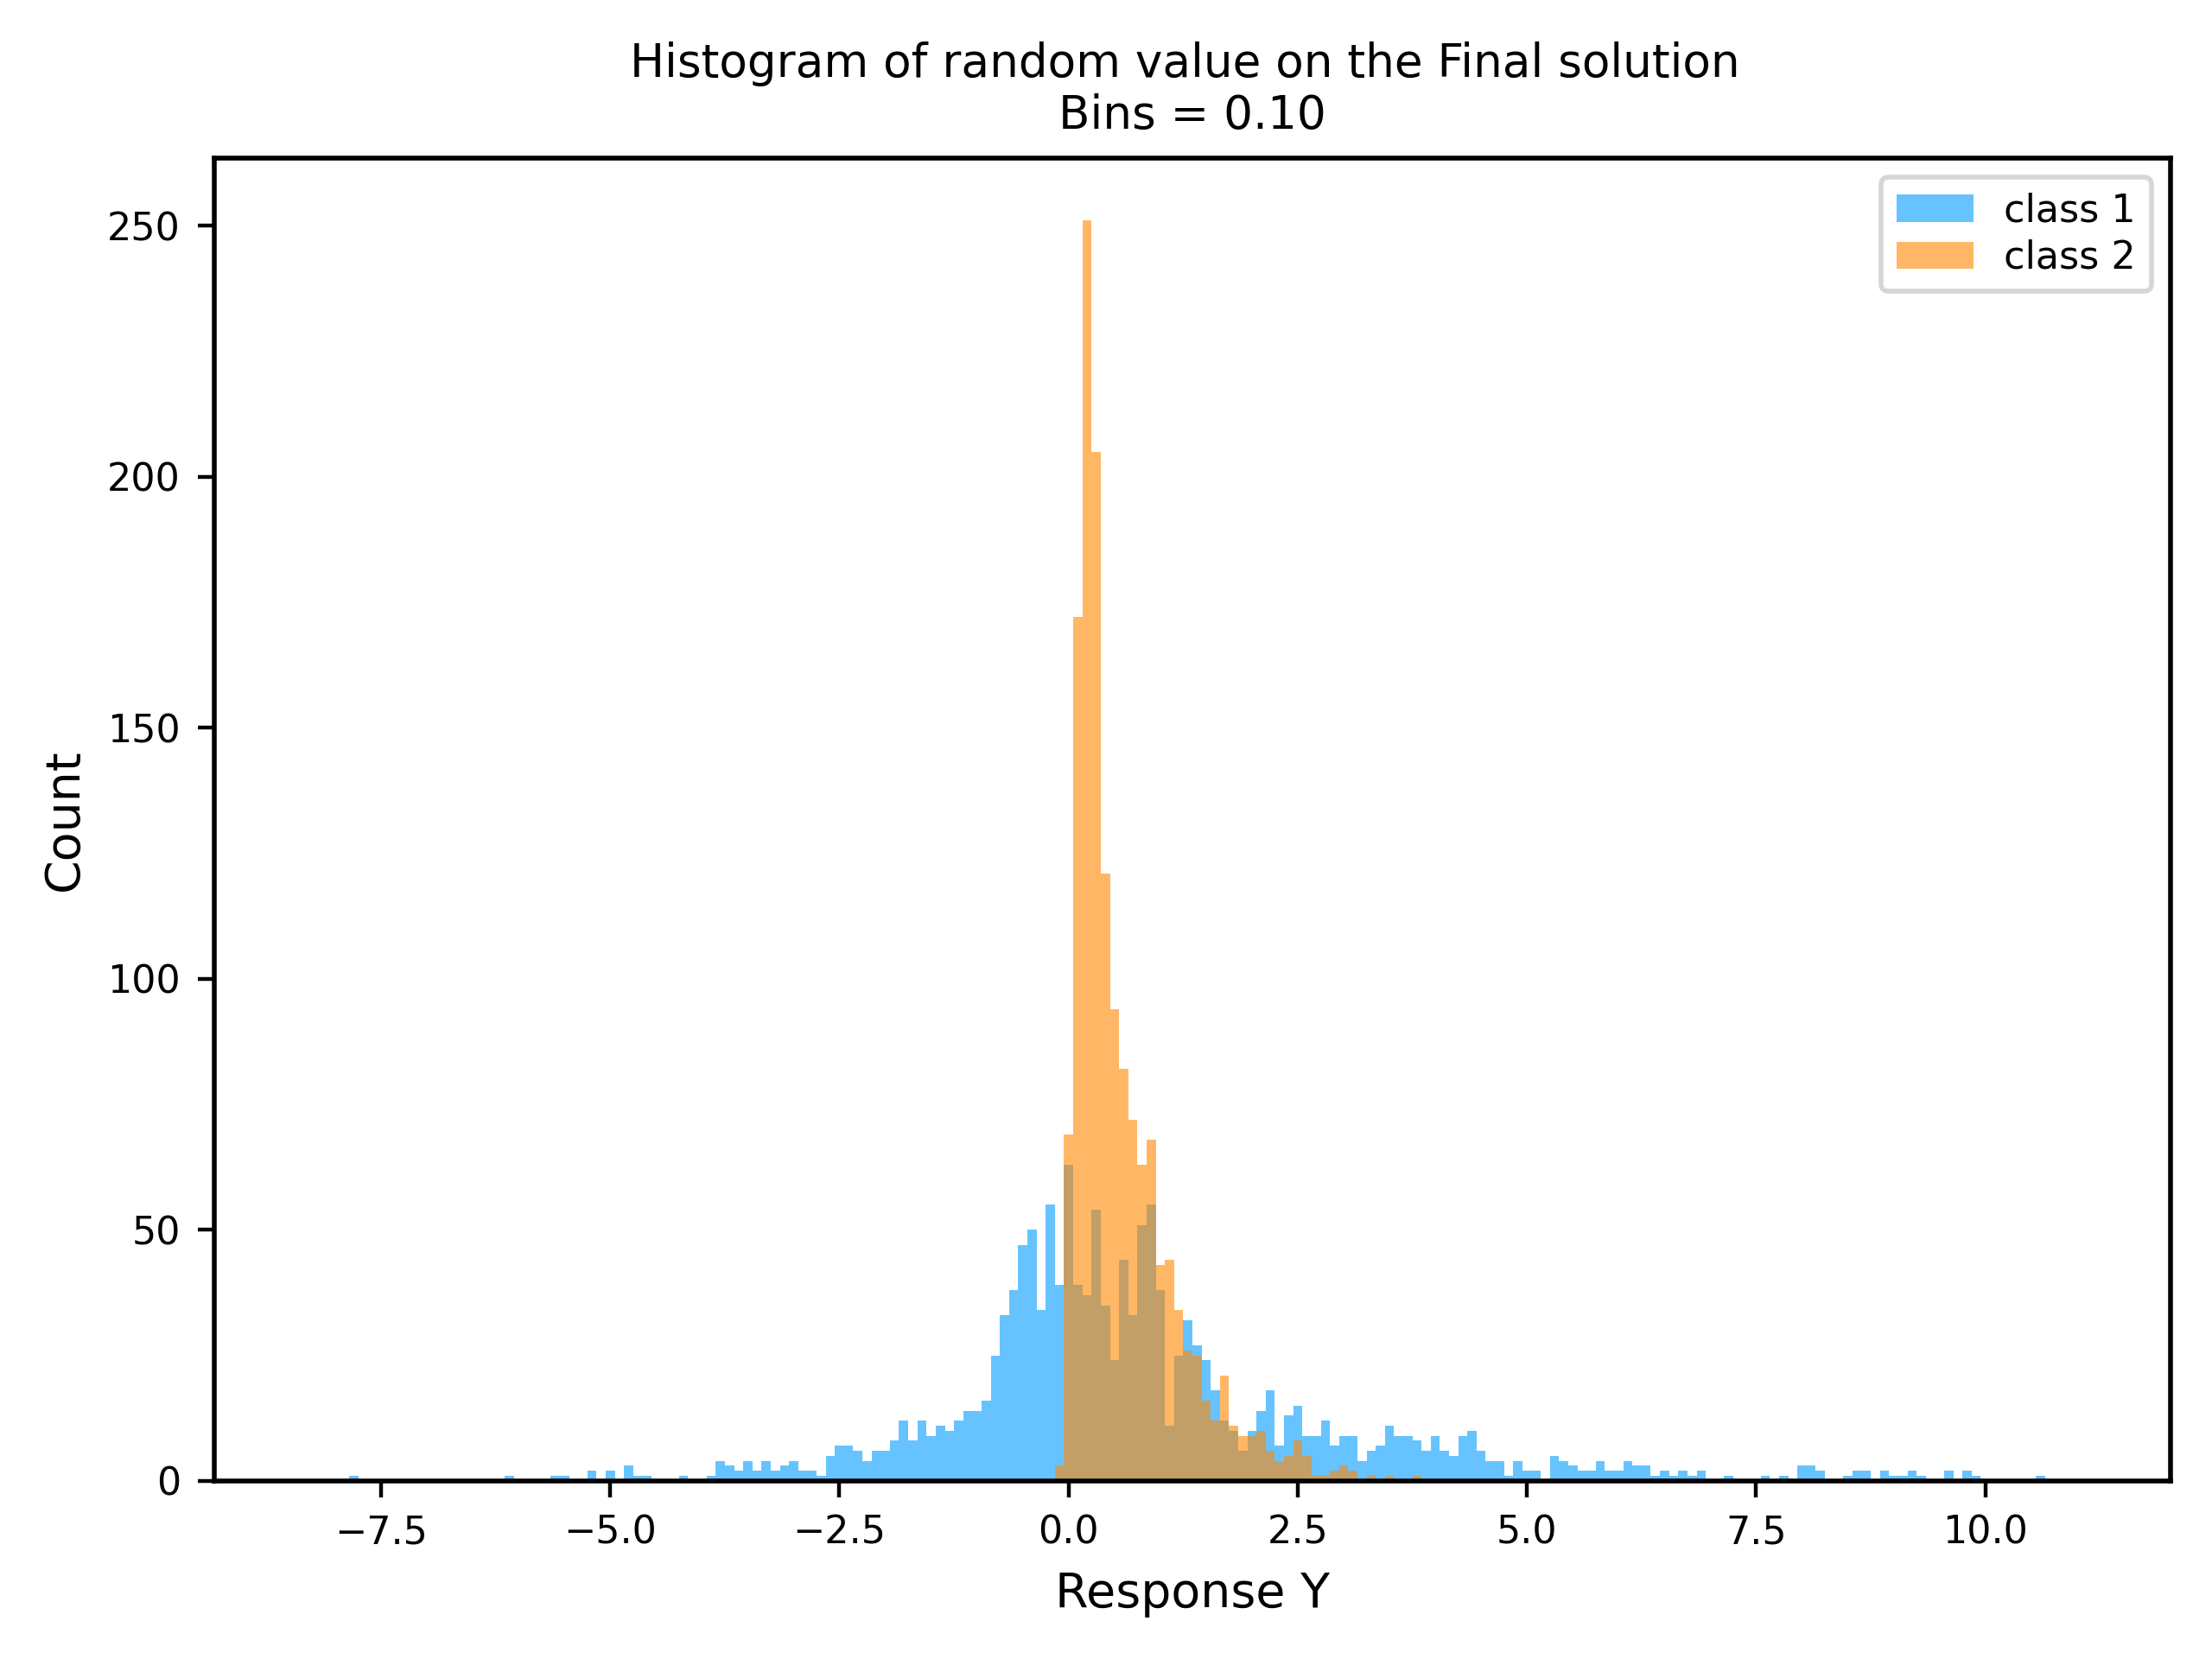 Histogram of random value on the Final solution
Bins = 0.10
class 1
class 2
250
200
150
100
50
0
Count
−7.5 −5.0 −2.5 0.0 2.5 5.0 7.5 10.0
Response Y